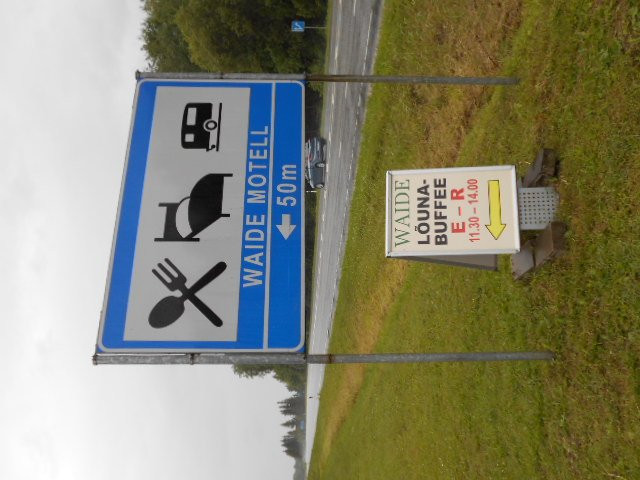 WAIDE MOTELL
50 m
WAIDE
LÕUNA-
BUFFEE
E – R
11.30 – 14.00